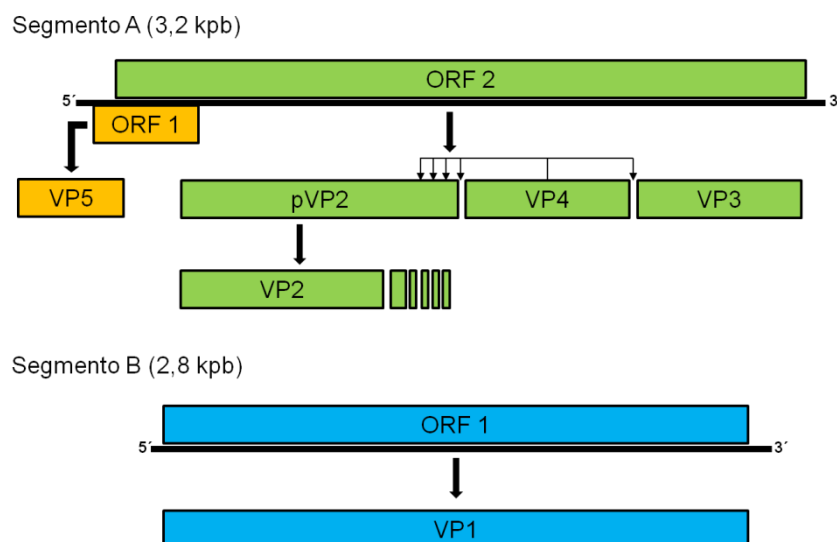 Segmento A (3,2 kpb)
ORF 2
5´ 3
ORF 1
VP5 pVP2 VP4 VP3
VP2
Segmento B (2,8 kpb)
ORF 1
5´ 3´
VP1